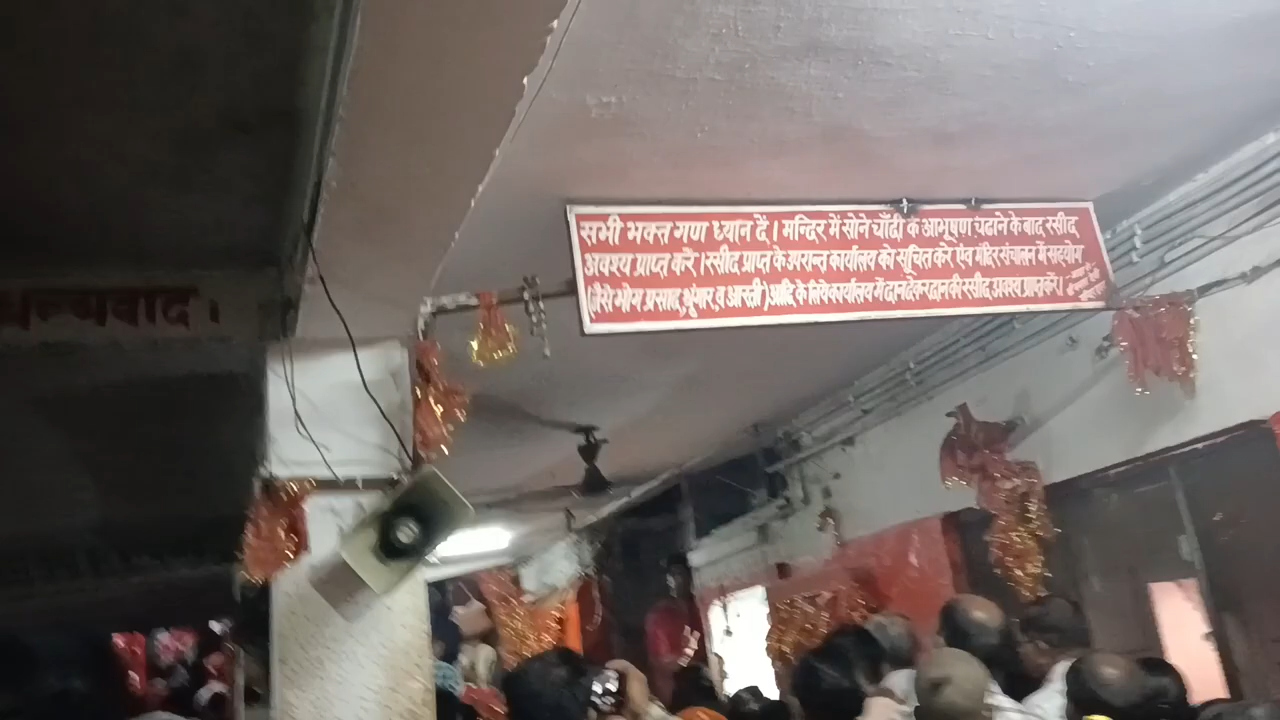 सभी भक्त गण ध्यान दें। मन्दिर में सोने चाँदी के आभूषण चढाने के बाद रसीद
अवश्य प्राप्त करें। रसीद प्राप्त के उपरान्त कार्यालय को सूचित करे एंव मंदिर संचालन में सहयोग
(जैसे भोग प्रसाद, श्रृंगार, व आरती) आदि के लिये कार्यालय में दान देकर दान की रसीद अवश्य प्राप्त करें।
धन्यवाद।